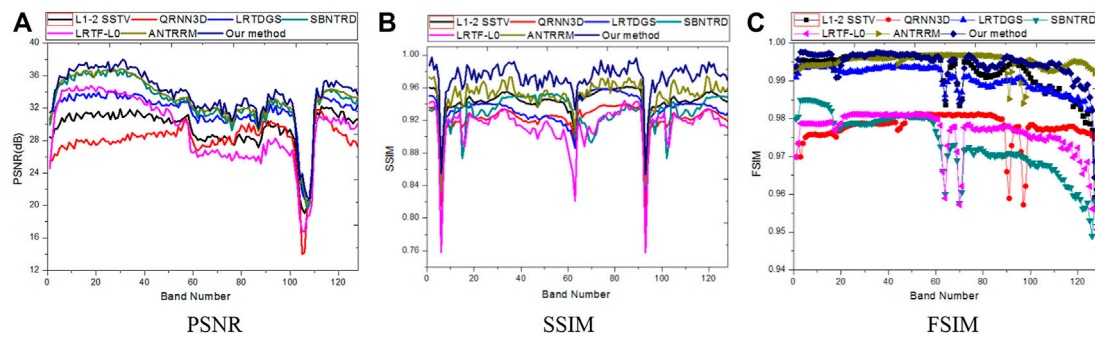 A
L1-2 SSTV QRNN3D LRTDGS SBNTRD
LRTF-L0 ANTRRM Our method
40
36
32
28
24
20
16
12
PSNR(dB)
0 20 40 60 80 100 120
Band Number
PSNR
B
L1-2 SSTV QRNN3D LRTDGS SBNTRD
LRTF-L0 ANTRRM Our method
1.00
0.96
0.92
0.88
0.84
0.80
0.76
SSIM
0 20 40 60 80 100 120
Band Number
SSIM
C
L1-2 SSTV QRNN3D LRTDGS SBNTRD
LRTF-L0 ANTRRM Our method
1.00
0.99
0.98
0.97
0.96
0.95
0.94
FSIM
0 20 40 60 80 100 120
Band Number
FSIM